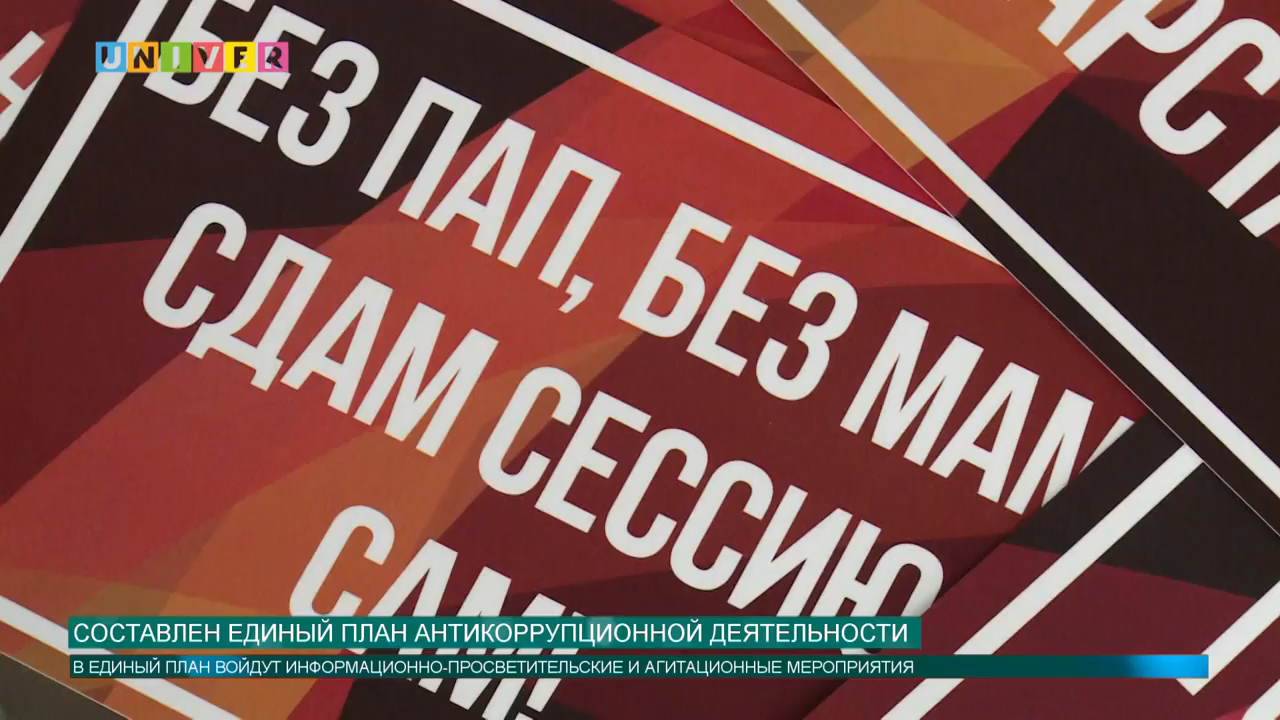 UNIVER
БЕЗ ПАП, БЕЗ МАМ
СДАМ СЕССИЮ
САМ!
СОСТАВЛЕН ЕДИНЫЙ ПЛАН АНТИКОРРУПЦИОННОЙ ДЕЯТЕЛЬНОСТИ
В ЕДИНЫЙ ПЛАН ВОЙДУТ ИНФОРМАЦИОННО-ПРОСВЕТИТЕЛЬСКИЕ И АГИТАЦИОННЫЕ МЕРОПРИЯТИЯ